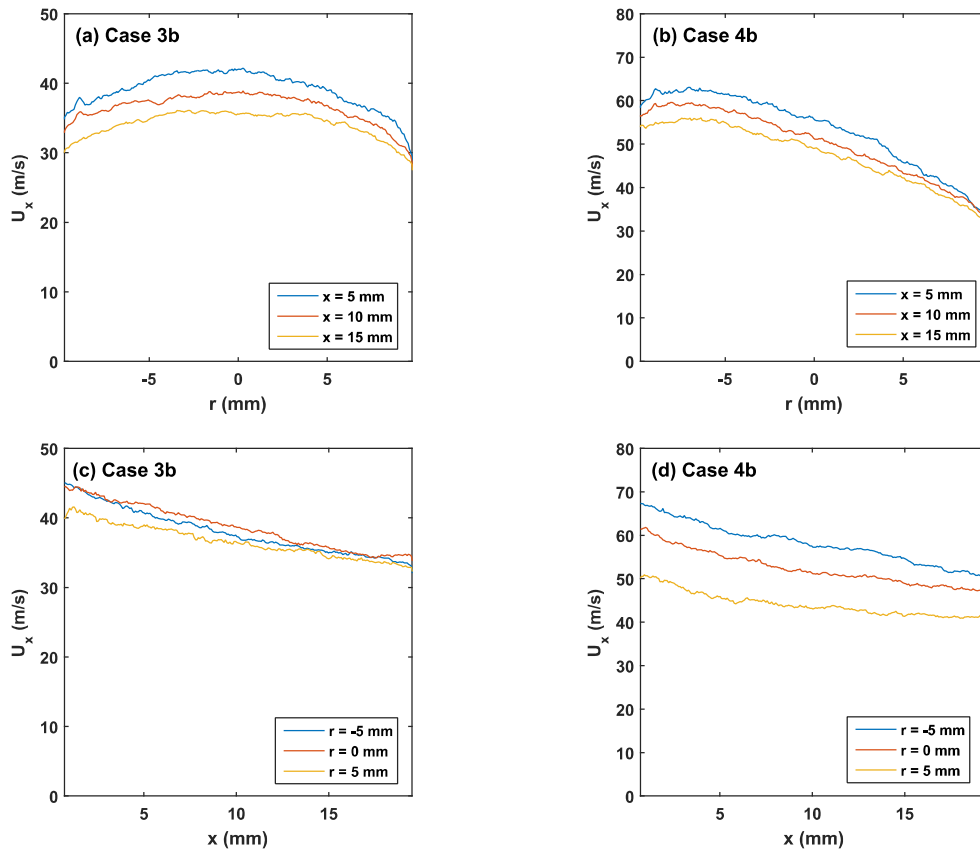 (a) Case 3b
50
40
30
20
10
0
-5
0
5
U_x (m/s)
r (mm)
x = 5 mm
x = 10 mm
x = 15 mm
(b) Case 4b
80
70
60
50
40
30
20
10
0
-5
0
5
U_x (m/s)
r (mm)
x = 5 mm
x = 10 mm
x = 15 mm
(c) Case 3b
50
40
30
20
10
0
5
10
15
U_x (m/s)
x (mm)
r = -5 mm
r = 0 mm
r = 5 mm
(d) Case 4b
80
70
60
50
40
30
20
10
0
5
10
15
U_x (m/s)
x (mm)
r = -5 mm
r = 0 mm
r = 5 mm